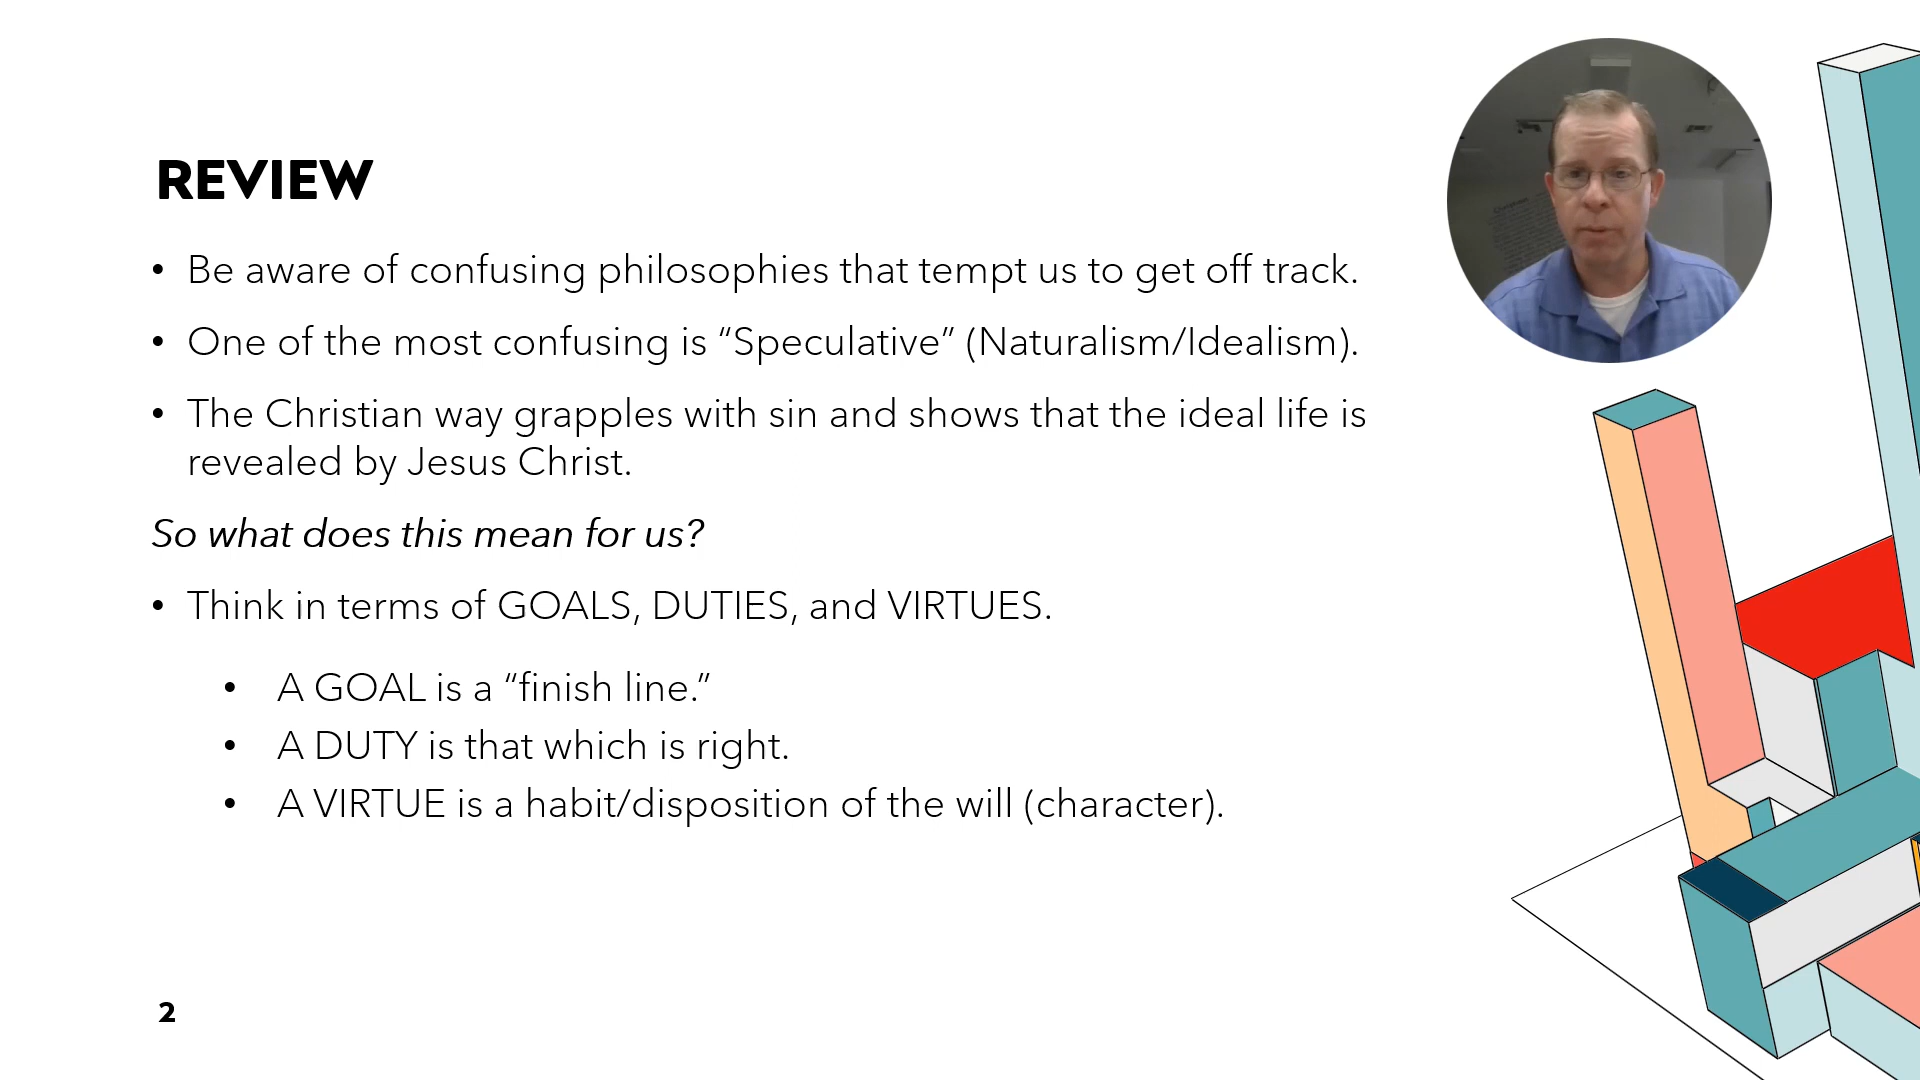 REVIEW
• Be aware of confusing philosophies that tempt us to get off track.
• One of the most confusing is “Speculative” (Naturalism/Idealism).
• The Christian way grapples with sin and shows that the ideal life is
revealed by Jesus Christ.
So what does this mean for us?
• Think in terms of GOALS, DUTIES, and VIRTUES.
• A GOAL is a “finish line.”
• A DUTY is that which is right.
• A VIRTUE is a habit/disposition of the will (character).
2